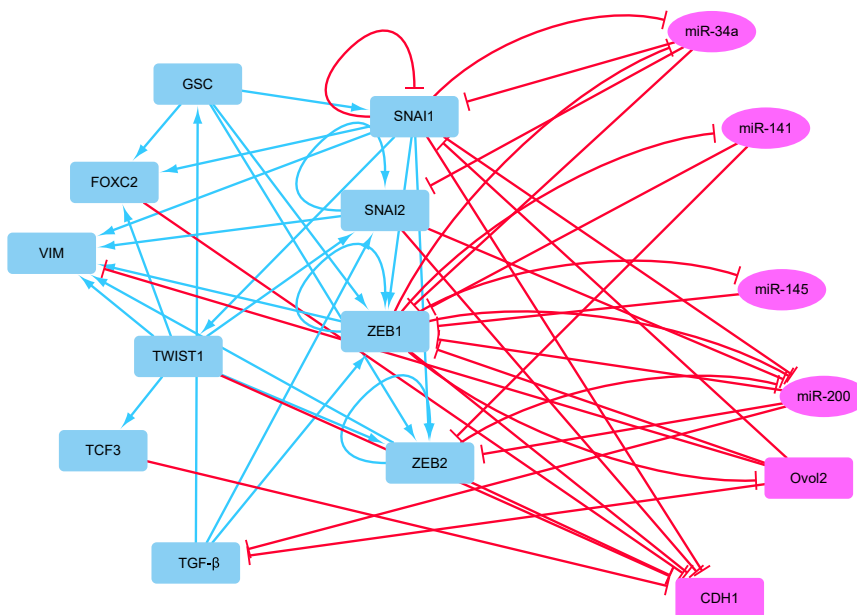 miR-34a
GSC
SNAI1
miR-141
FOXC2
SNAI2
VIM
miR-145
ZEB1
TWIST1
miR-200
TCF3
ZEB2
Ovol2
TGF-β
CDH1